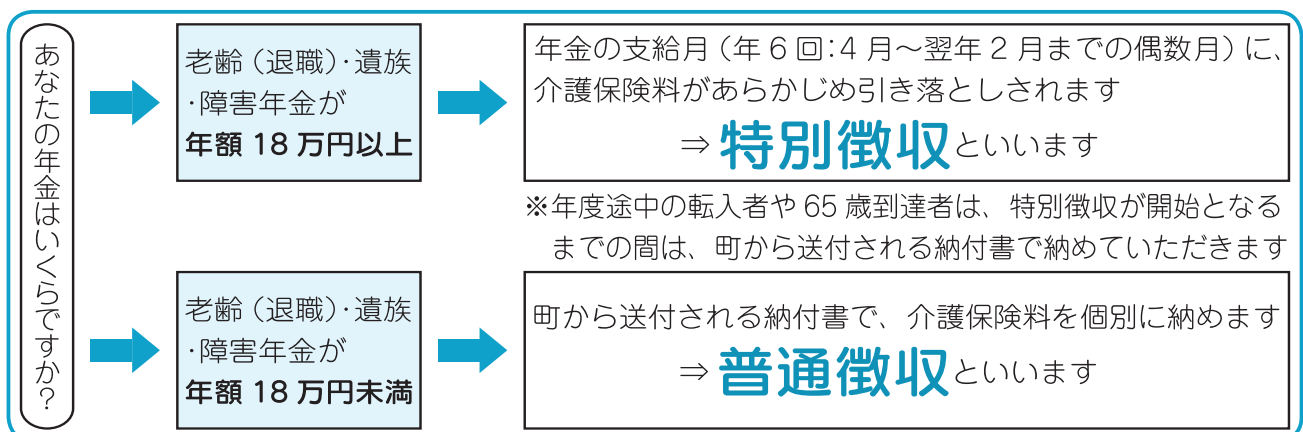 あなたの年金はいくらですか?
老齢(退職)・遺族
・障害年金が
年額 18 万円以上
年金の支給月(年 6 回:4 月~翌年 2 月までの偶数月)に、
介護保険料があらかじめ引き落としされます
⇒ 特別徴収といいます
※年度途中の転入者や 65 歳到達者は、特別徴収が開始となる
までの間は、町から送付される納付書で納めていただきます
老齢(退職)・遺族
・障害年金が
年額 18 万円未満
町から送付される納付書で、介護保険料を個別に納めます
⇒ 普通徴収といいます